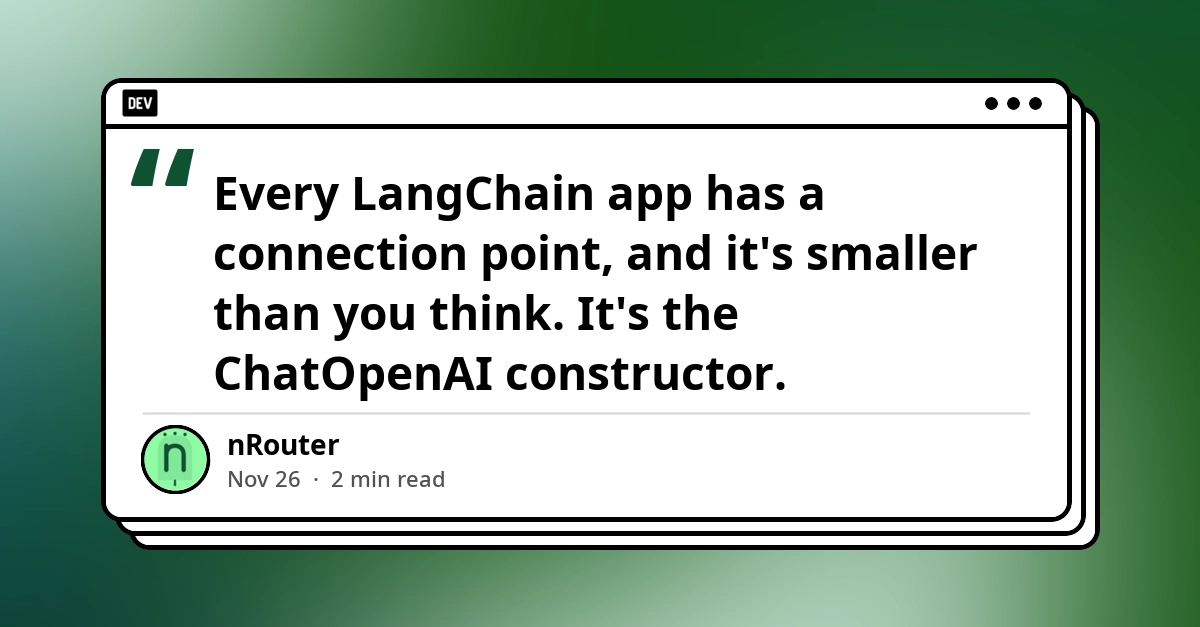 DEV
Every LangChain app has a
connection point, and it's smaller
than you think. It's the
ChatOpenAI constructor.
n
nRouter
Nov 26 · 2 min read